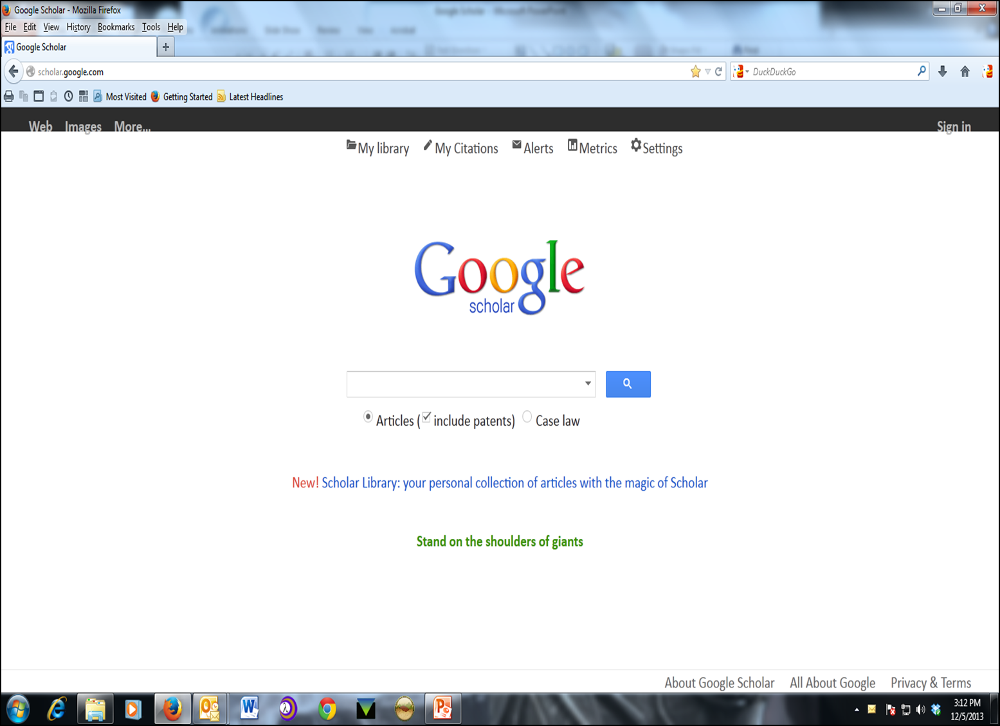 Google Scholar - Mozilla Firefox
File Edit View History Bookmarks Tools Help
Google Scholar
scholar.google.com
DuckDuckGo
Most Visited Getting Started Latest Headlines
Web Images More... Sign in
My library My Citations Alerts Metrics Settings
Google
scholar
Articles (include patents) Case law
New! Scholar Library: your personal collection of articles with the magic of Scholar
Stand on the shoulders of giants
About Google Scholar All About Google Privacy & Terms
3:12 PM
12/5/2013